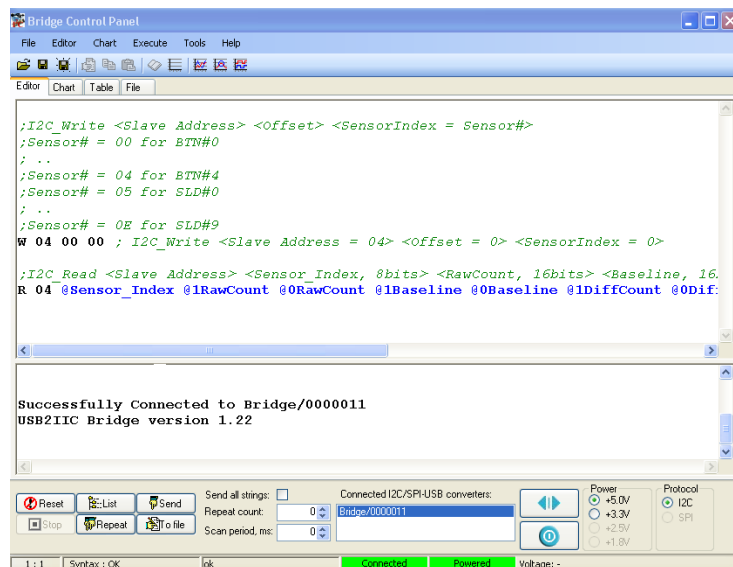 Bridge Control Panel
File Editor Chart Execute Tools Help
Editor Chart Table File
;I2C_Write <Slave Address> <Offset> <SensorIndex = Sensor#>
;Sensor# = 00 for BTN#0
; ..
;Sensor# = 04 for BTN#4
;Sensor# = 05 for SLD#0
; ..
;Sensor# = 0E for SLD#9
W 04 00 00 ; I2C_Write <Slave Address = 04> <Offset = 0> <SensorIndex = 0>
;I2C_Read <Slave Address> <Sensor_Index, 8bits> <RawCount, 16bits> <Baseline, 16
R 04 @Sensor_Index @1RawCount @0RawCount @1Baseline @0Baseline @1DiffCount @0Dif
Successfully Connected to Bridge/0000011
USB2IIC Bridge version 1.22
Reset List Send Send all strings: Connected I2C/SPI-USB converters: Power Protocol
Repeat count: 0 Bridge/0000011 +5.0V I2C
Stop Repeat To file +3.3V SPI
Scan period, ms: 0 +2.5V
+1.8V
1 : 1 Syntax : OK ok Connected Powered Voltage: -